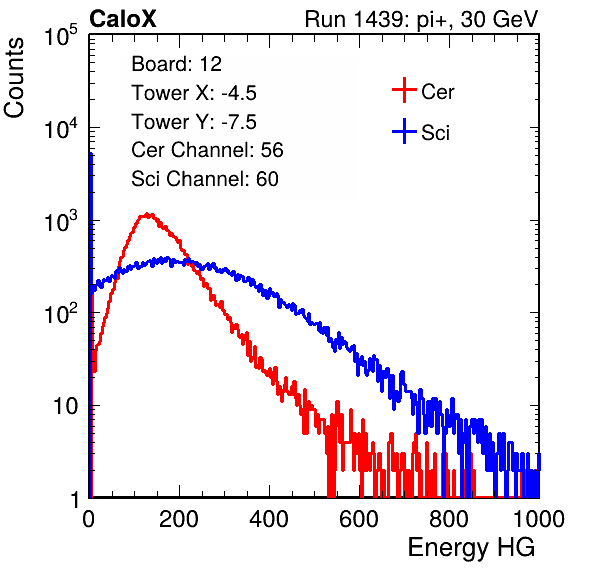 CaloX Run 1439: pi+, 30 GeV
Board: 12
Tower X: -4.5
Tower Y: -7.5
Cer Channel: 56
Sci Channel: 60
Cer
Sci
Counts
10^5
10^4
10^3
10^2
10
1
0 200 400 600 800 1000
Energy HG